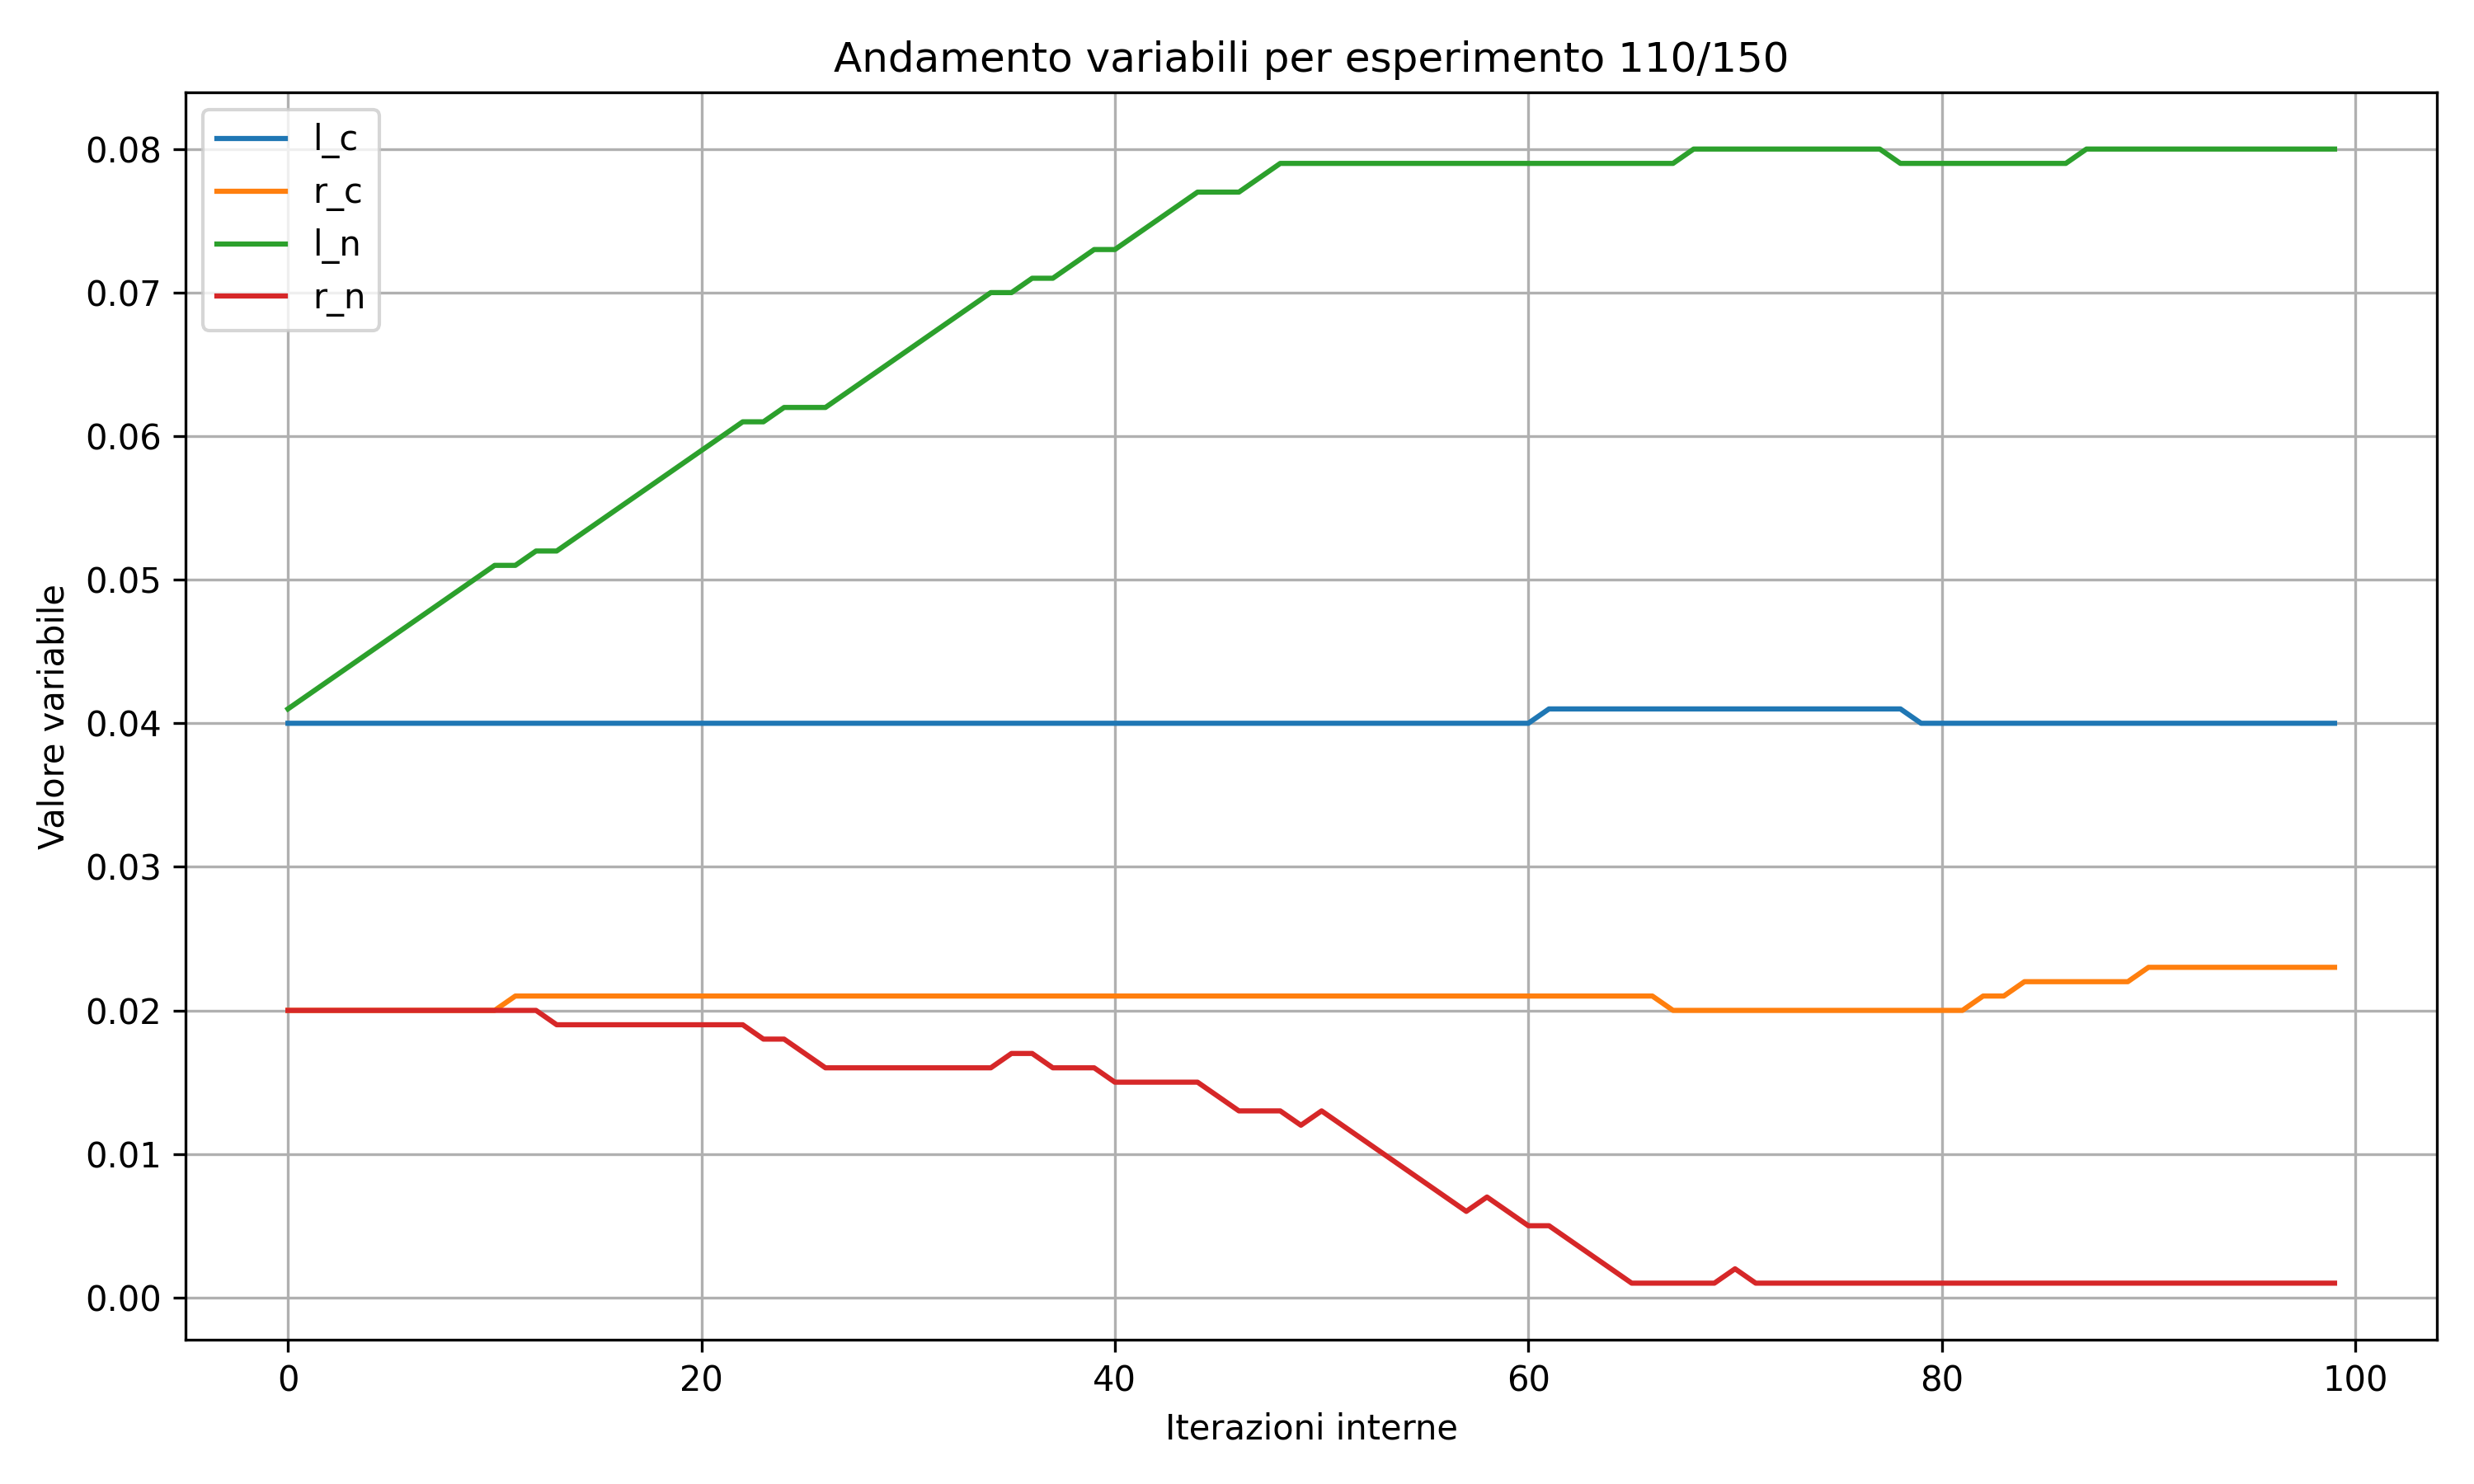 Andamento variabili per esperimento 110/150
l_c
r_c
l_n
r_n
Valore variabile
0.08
0.07
0.06
0.05
0.04
0.03
0.02
0.01
0.00
0 20 40 60 80 100
Iterazioni interne